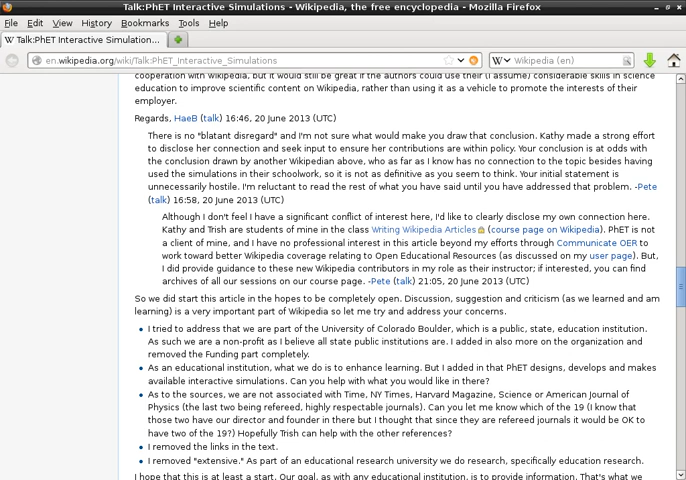 Talk:PhET Interactive Simulations - Wikipedia, the free encyclopedia - Mozilla Firefox
File Edit View History Bookmarks Tools Help
W Talk:PhET Interactive Simulation...
en.wikipedia.org/wiki/Talk:PhET_Interactive_Simulations
W Wikipedia (en)
cooperation with Wikipedia, but it would still be great if the authors could use their (I assume) considerable skills in science
education to improve scientific content on Wikipedia, rather than using it as a vehicle to promote the interests of their
employer.
Regards, HaeB (talk) 16:46, 20 June 2013 (UTC)
There is no "blatant disregard" and I'm not sure what would make you draw that conclusion. Kathy made a strong effort
to disclose her connection and seek input to ensure her contributions are within policy. Your conclusion is at odds with
the conclusion drawn by another Wikipedian above, who as far as I know has no connection to the topic besides having
used the simulations in their schoolwork, so it is not as definitive as you seem to think. Your initial statement is
unnecessarily hostile. I'm reluctant to read the rest of what you have said until you have addressed that problem. -Pete
(talk) 16:58, 20 June 2013 (UTC)
Although I don't feel I have a significant conflict of interest here, I'd like to clearly disclose my own connection here.
Kathy and Trish are students of mine in the class Writing Wikipedia Articles (course page on Wikipedia). PhET is not
a client of mine, and I have no professional interest in this article beyond my efforts through Communicate OER to
work toward better Wikipedia coverage relating to Open Educational Resources (as discussed on my user page). But,
I did provide guidance to these new Wikipedia contributors in my role as their instructor; if interested, you can find
archives of all our sessions on our course page. -Pete (talk) 21:05, 20 June 2013 (UTC)
So we did start this article in the hopes to be completely open. Discussion, suggestion and criticism (as we learned and am
learning) is a very important part of Wikipedia so let me try and address your concerns.
• I tried to address that we are part of the University of Colorado Boulder, which is a public, state, education institution.
As such we are a non-profit as I believe all state public institutions are. I added in also more on the organization and
removed the Funding part completely.
• As an educational institution, what we do is to enhance learning. But I added in that PhET designs, develops and makes
available interactive simulations. Can you help with what you would like in there?
• As to the sources, we are not associated with Time, NY Times, Harvard Magazine, Science or American Journal of
Physics (the last two being refereed, highly respectable journals). Can you let me know which of the 19 (I know that
those two have our director and founder in there but I thought that since they are refereed journals it would be OK to
have two of the 19?) Hopefully Trish can help with the other references?
• I removed the links in the text.
• I removed "extensive." As part of an educational research university we do research, specifically education research.
I hope that this is at least a start. Our goal, as with any educational institution, is to provide information. That's what we